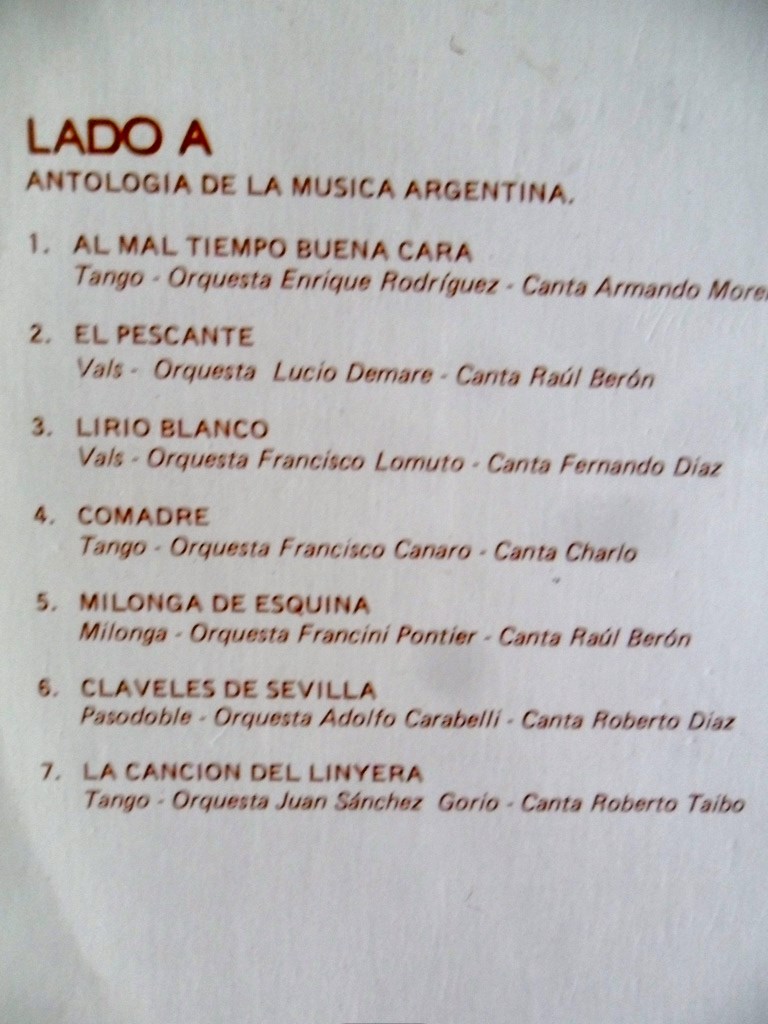 LADO A
ANTOLOGIA DE LA MUSICA ARGENTINA.
1. AL MAL TIEMPO BUENA CARA
Tango - Orquesta Enrique Rodríguez - Canta Armando More
2. EL PESCANTE
Vals - Orquesta Lucio Demare - Canta Raúl Berón
3. LIRIO BLANCO
Vals - Orquesta Francisco Lomuto - Canta Fernando Diaz
4. COMADRE
Tango - Orquesta Francisco Canaro - Canta Charlo
5. MILONGA DE ESQUINA
Milonga - Orquesta Francini Pontier - Canta Raúl Berón
6. CLAVELES DE SEVILLA
Pasodoble - Orquesta Adolfo Carabelli - Canta Roberto Diaz
7. LA CANCION DEL LINYERA
Tango - Orquesta Juan Sánchez Gorio - Canta Roberto Taibo